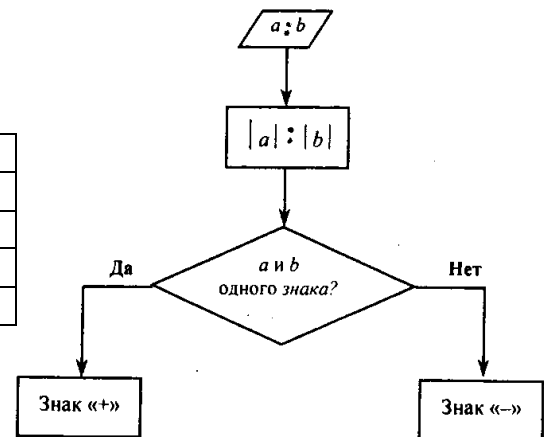 a : b
|a| : |b|
a и b
одного знака?
Да
Нет
Знак «+»
Знак «–»